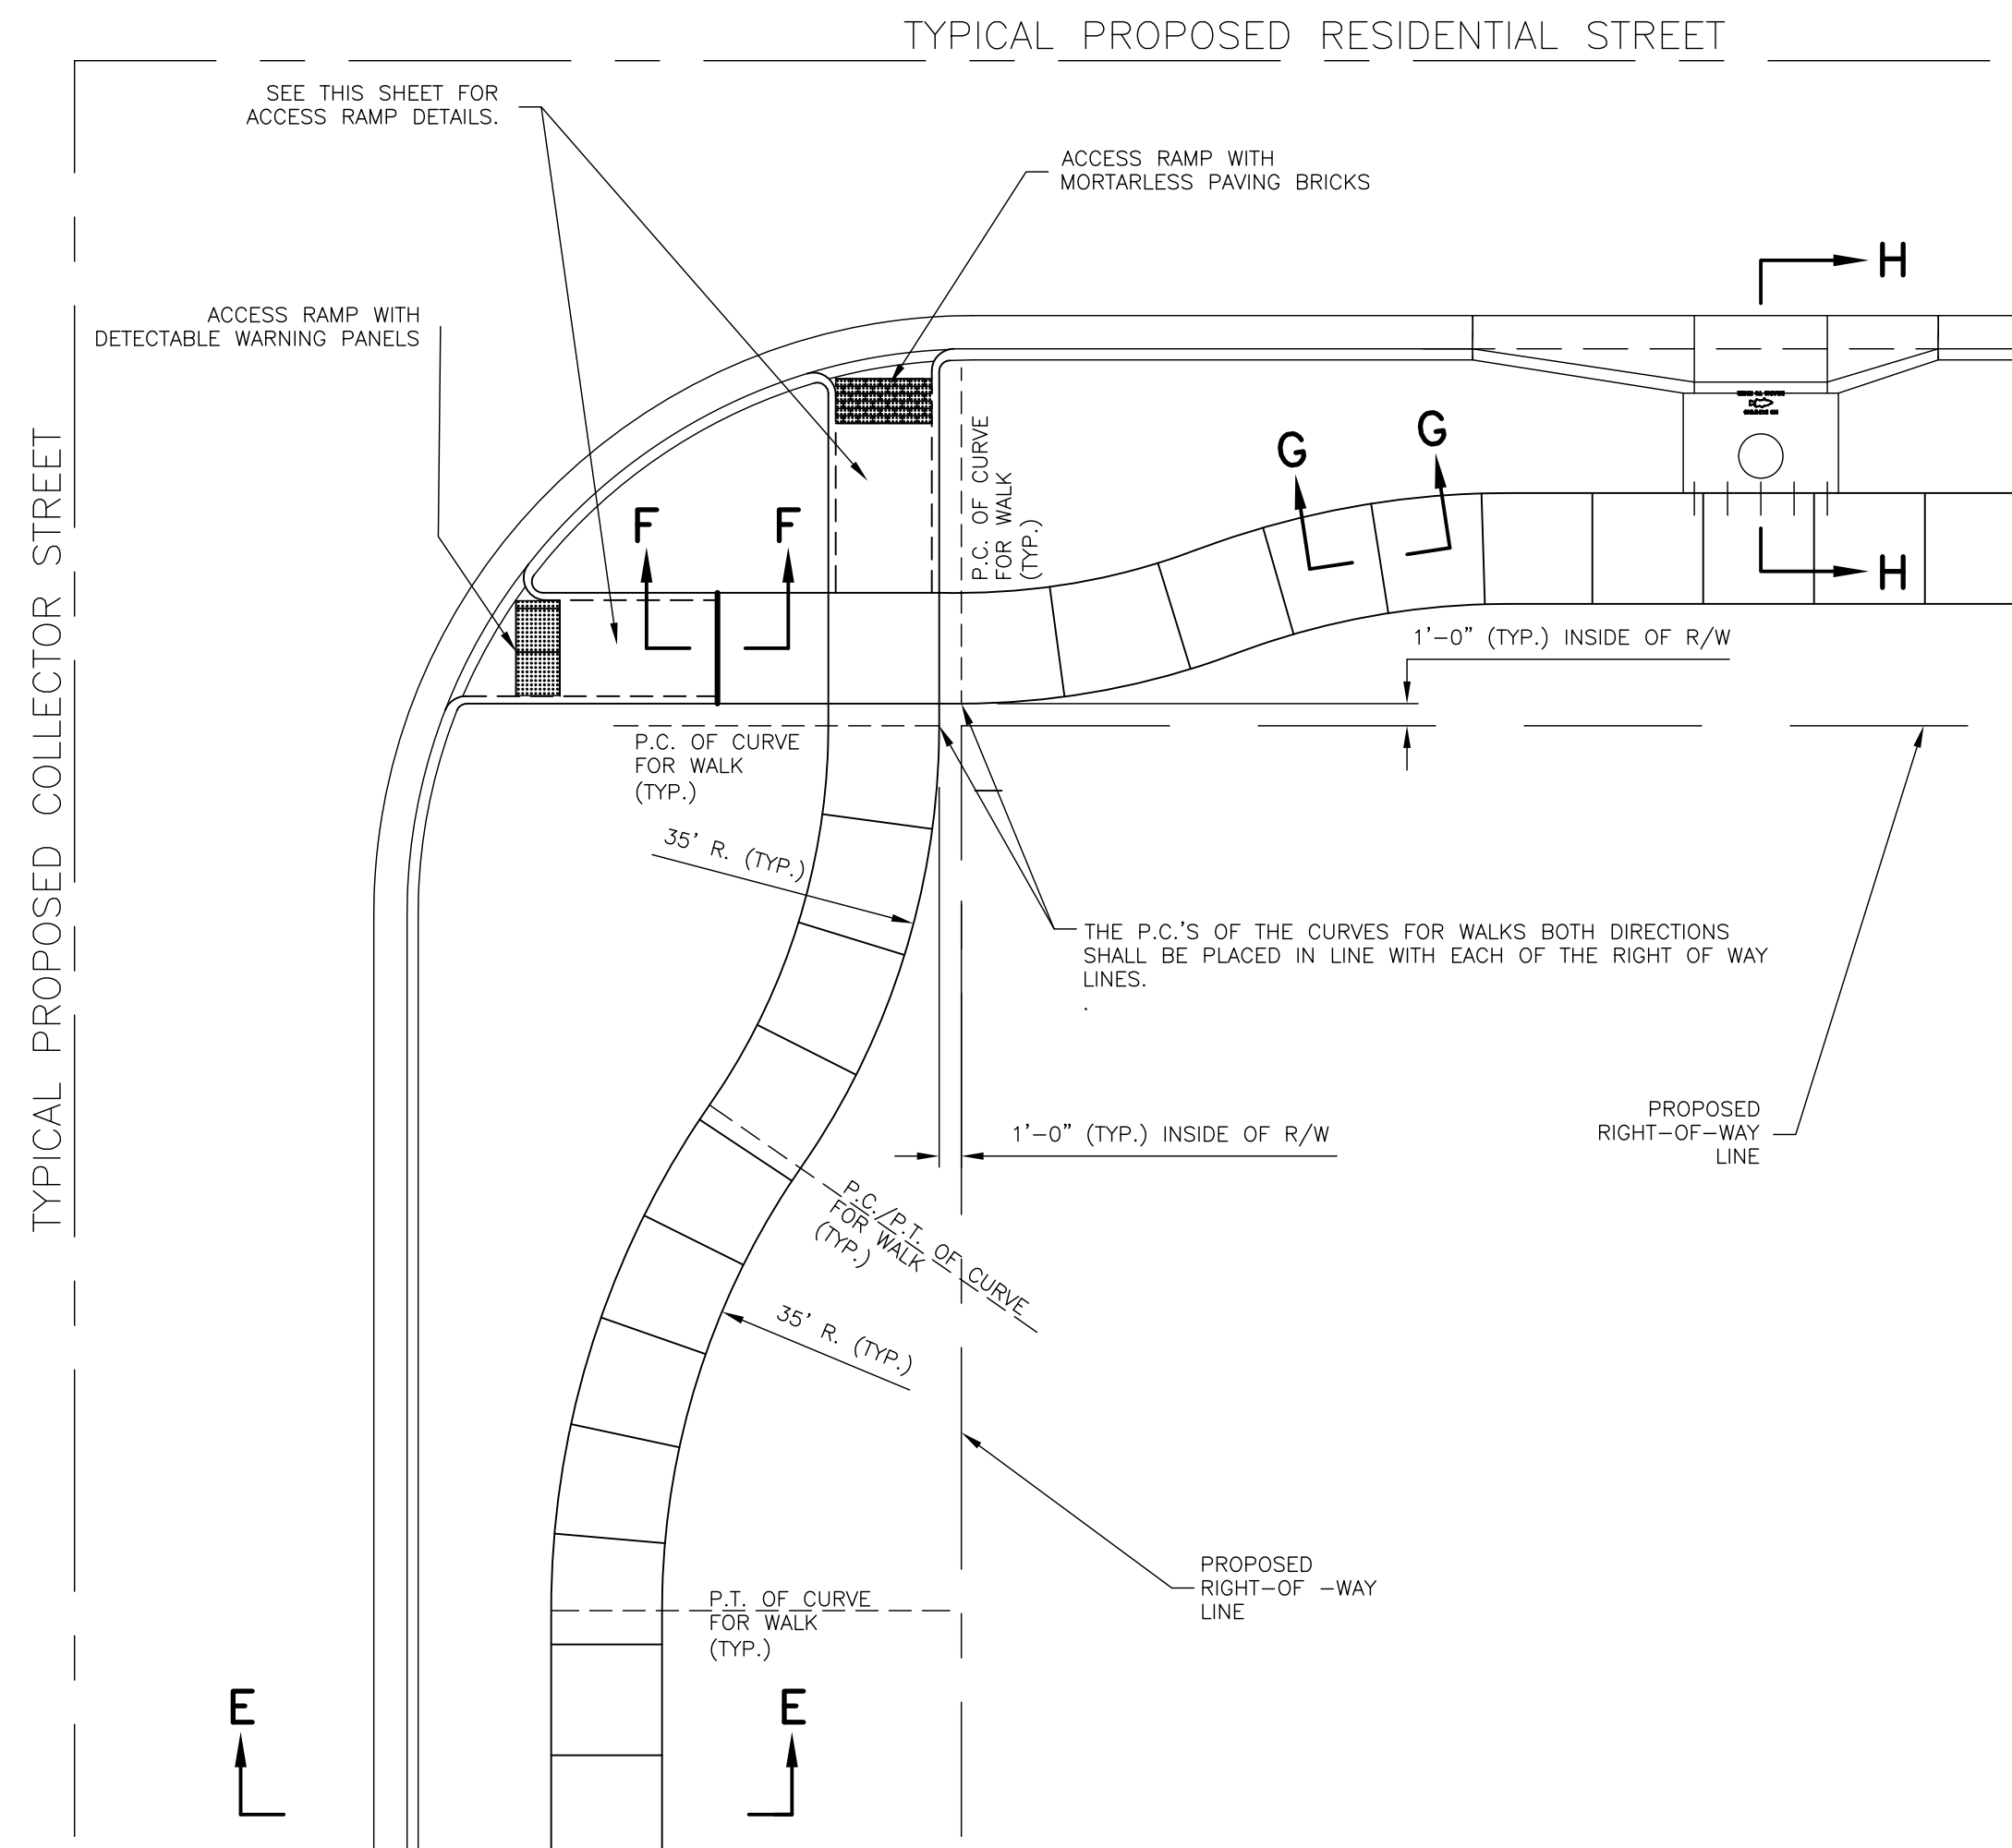 TYPICAL PROPOSED RESIDENTIAL STREET
SEE THIS SHEET FOR
ACCESS RAMP DETAILS.
ACCESS RAMP WITH
MORTARLESS PAVING BRICKS
H
ACCESS RAMP WITH
DETECTABLE WARNING PANELS
TYPICAL PROPOSED COLLECTOR STREET
G
G
F
F
P.C. OF CURVE
FOR WALK
(TYP.)
H
1'-0" (TYP.) INSIDE OF R/W
P.C. OF CURVE
FOR WALK
(TYP.)
35' R. (TYP.)
THE P.C.'S OF THE CURVES FOR WALKS BOTH DIRECTIONS
SHALL BE PLACED IN LINE WITH EACH OF THE RIGHT OF WAY
LINES.
.
PROPOSED
RIGHT-OF-WAY
LINE
1'-0" (TYP.) INSIDE OF R/W
P.C./P.T. OF CURVE
FOR WALK
(TYP.)
35' R. (TYP.)
PROPOSED
RIGHT-OF -WAY
LINE
P.T. OF CURVE
FOR WALK
(TYP.)
E
E